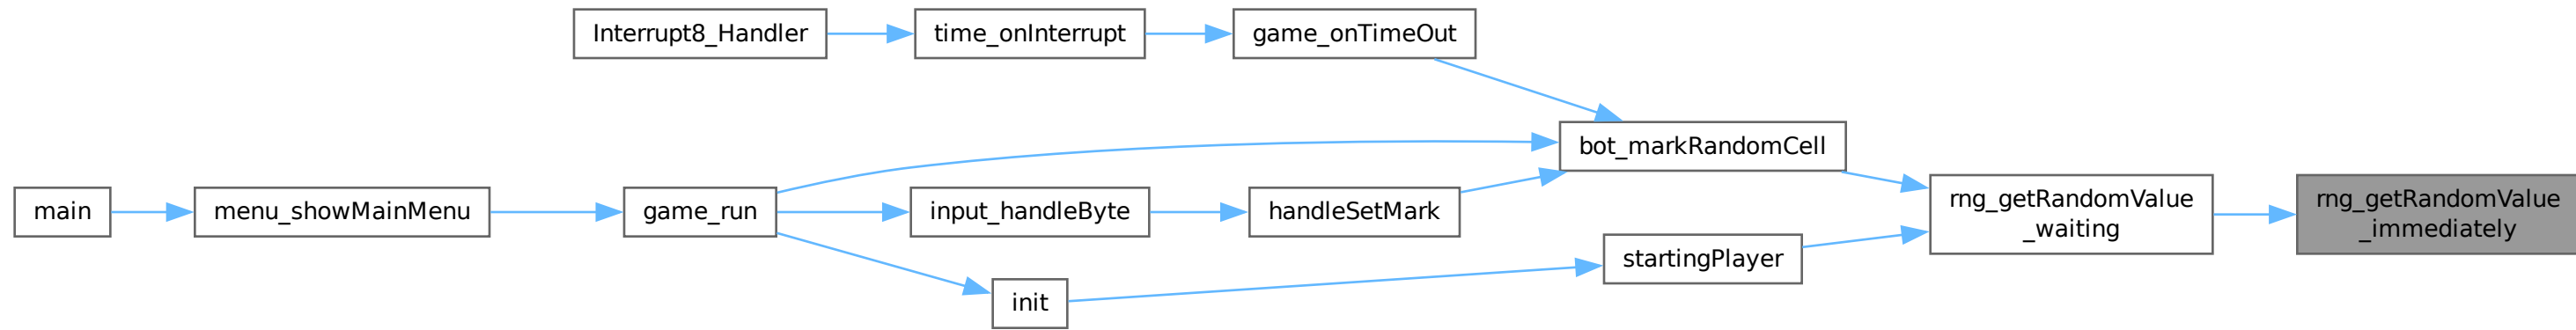 Interrupt8_Handler
time_onInterrupt
game_onTimeOut
bot_markRandomCell
main
menu_showMainMenu
game_run
input_handleByte
handleSetMark
rng_getRandomValue
_waiting
rng_getRandomValue
_immediately
startingPlayer
init